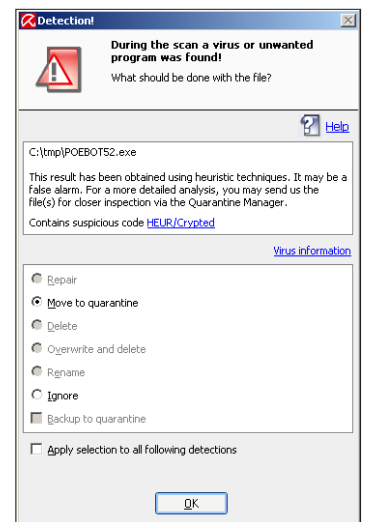 Detection!
During the scan a virus or unwanted
program was found!
What should be done with the file?
Help
C:\tmp\POEBOT52.exe
This result has been obtained using heuristic techniques. It may be a
false alarm. For a more detailed analysis, you may send us the
file(s) for closer inspection via the Quarantine Manager.
Contains suspicious code HEUR/Crypted
Virus information
Repair
Move to quarantine
Delete
Overwrite and delete
Rename
Ignore
Backup to quarantine
Apply selection to all following detections
OK